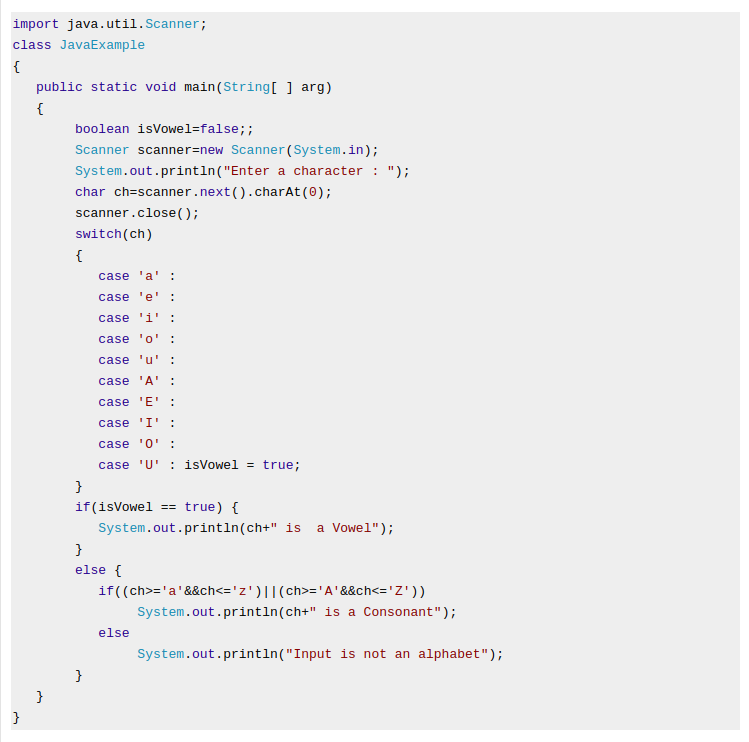 import java.util.Scanner;
class JavaExample
{
   public static void main(String[ ] arg)
   {
        boolean isVowel=false;;
        Scanner scanner=new Scanner(System.in);
        System.out.println("Enter a character : ");
        char ch=scanner.next().charAt(0);
        scanner.close();
        switch(ch)
        {
           case 'a' :
           case 'e' :
           case 'i' :
           case 'o' :
           case 'u' :
           case 'A' :
           case 'E' :
           case 'I' :
           case 'O' :
           case 'U' : isVowel = true;
        }
        if(isVowel == true) {
           System.out.println(ch+" is  a Vowel");
        }
        else {
           if((ch>='a'&&ch<='z')||(ch>='A'&&ch<='Z'))
                System.out.println(ch+" is a Consonant");
           else
                System.out.println("Input is not an alphabet");
        }
   }
}